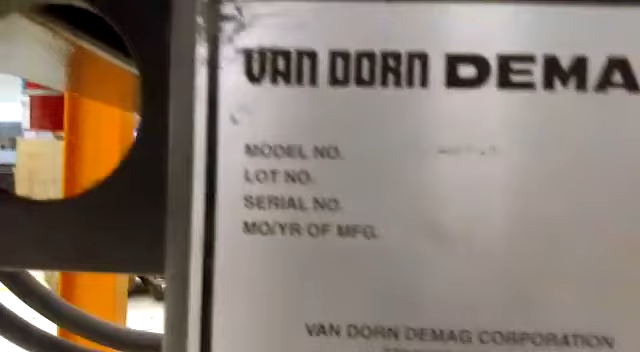 VAN DORN DEMA
MODEL NO.
LOT NO.
SERIAL NO.
MO/YR OF MFG.
VAN DORN DEMAG CORPORATION